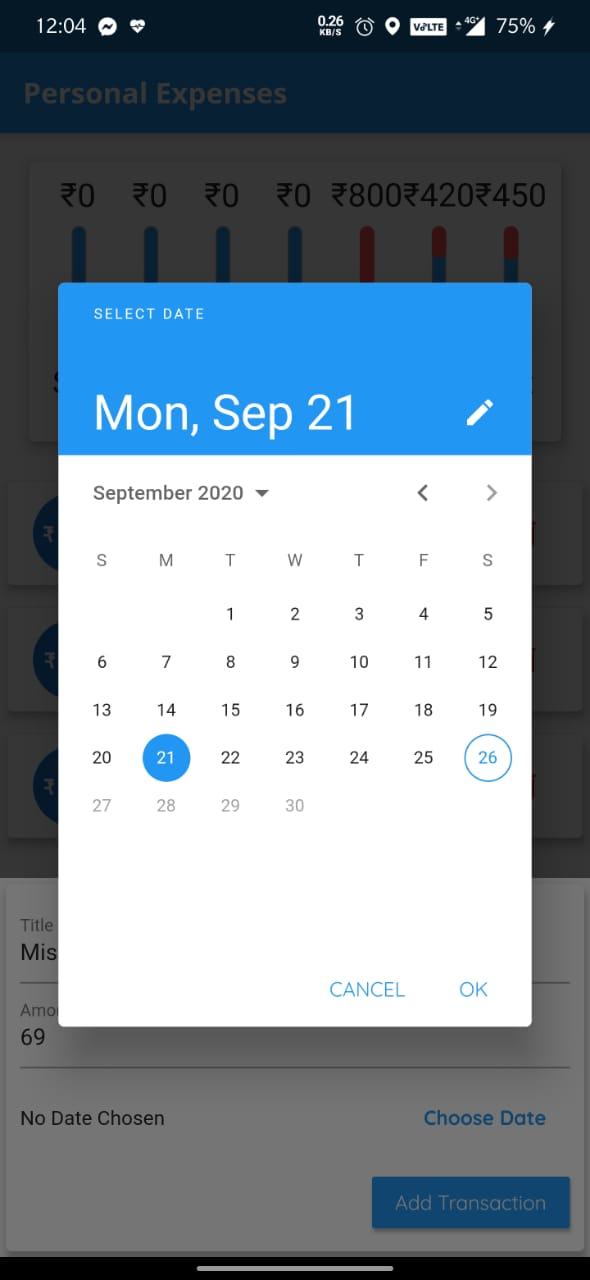 12:04 0.26 KB/S VoLTE 4G+ 75%
Personal Expenses
₹0 ₹0 ₹0 ₹0 ₹800 ₹420 ₹450
SELECT DATE
Mon, Sep 21
September 2020
S M T W T F S
1 2 3 4 5
6 7 8 9 10 11 12
13 14 15 16 17 18 19
20 21 22 23 24 25 26
27 28 29 30
₹
₹
₹
CANCEL OK
Title
Mis
Amo
69
No Date Chosen Choose Date
Add Transaction